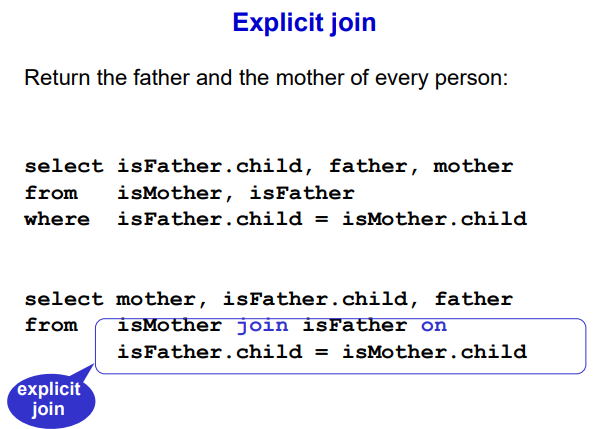 Explicit join
Return the father and the mother of every person:
select isFather.child, father, mother
from isMother, isFather
where isFather.child = isMother.child
select mother, isFather.child, father
from isMother join isFather on
isFather.child = isMother.child
explicit
join